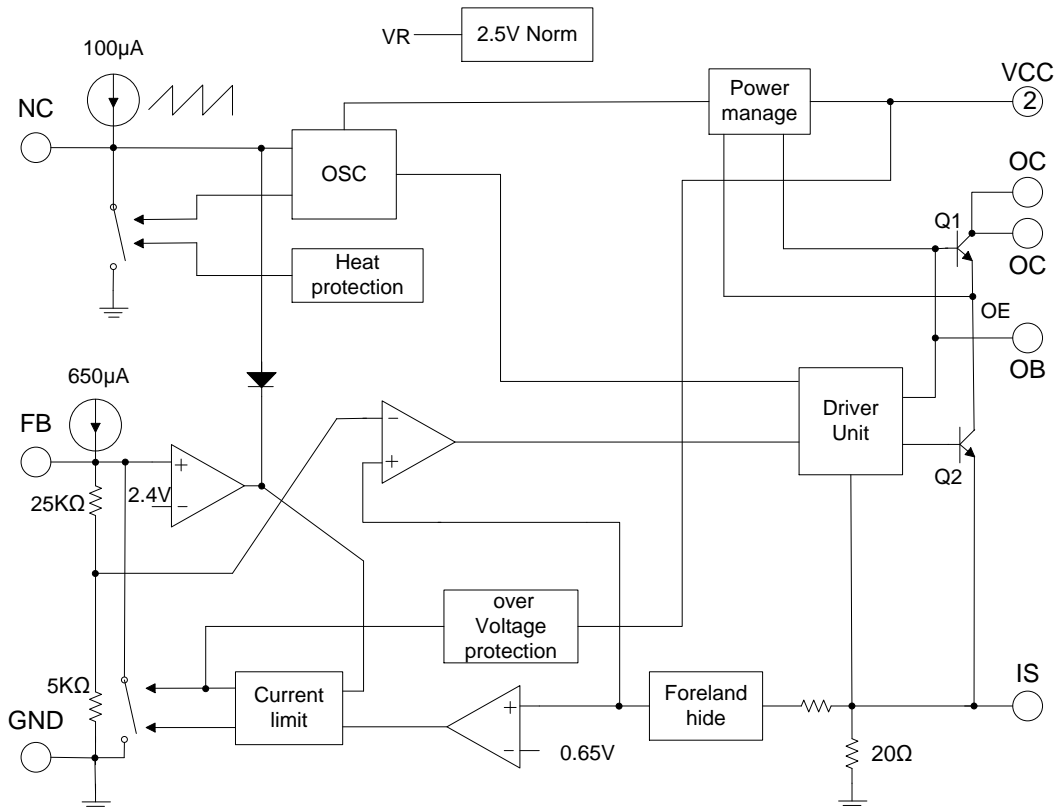 VR
2.5V Norm
100μA
NC
Power
manage
VCC
2
OSC
OC
Q1
OC
Heat
protection
OE
OB
650μA
FB
Driver
Unit
+
−
−
+
2.4V
25KΩ
Q2
over
Voltage
protection
5KΩ
GND
Current
limit
+
−
0.65V
Foreland
hide
IS
20Ω